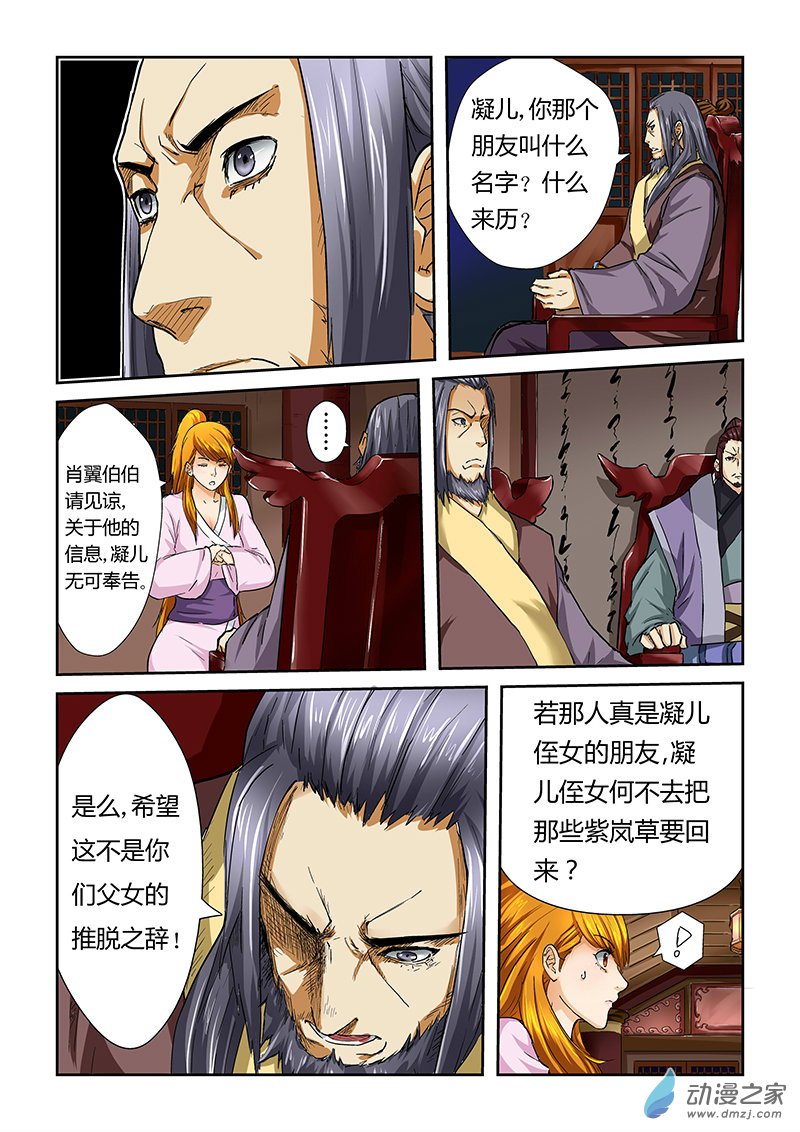 凝儿,你那个
朋友叫什么
名字？什么
来历？
……
肖翼伯伯
请见谅,
关于他的
信息,凝儿
无可奉告。
是么,希望
这不是你
们父女的
推脱之辞!
若那人真是凝儿
侄女的朋友,凝
儿侄女何不去把
那些紫岚草要回
来？
!
动漫之家
www.dmzj.com